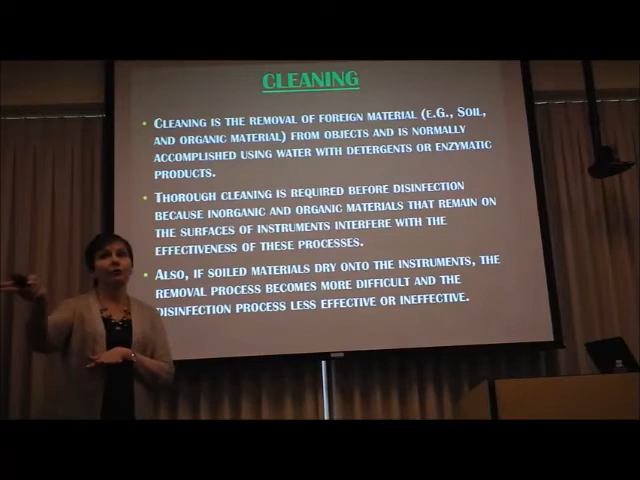 CLEANING
• CLEANING IS THE REMOVAL OF FOREIGN MATERIAL (E.G., SOIL,
AND ORGANIC MATERIAL) FROM OBJECTS AND IS NORMALLY
ACCOMPLISHED USING WATER WITH DETERGENTS OR ENZYMATIC
PRODUCTS.
• THOROUGH CLEANING IS REQUIRED BEFORE DISINFECTION
BECAUSE INORGANIC AND ORGANIC MATERIALS THAT REMAIN ON
THE SURFACES OF INSTRUMENTS INTERFERE WITH THE
EFFECTIVENESS OF THESE PROCESSES.
• ALSO, IF SOILED MATERIALS DRY ONTO THE INSTRUMENTS, THE
REMOVAL PROCESS BECOMES MORE DIFFICULT AND THE
DISINFECTION PROCESS LESS EFFECTIVE OR INEFFECTIVE.